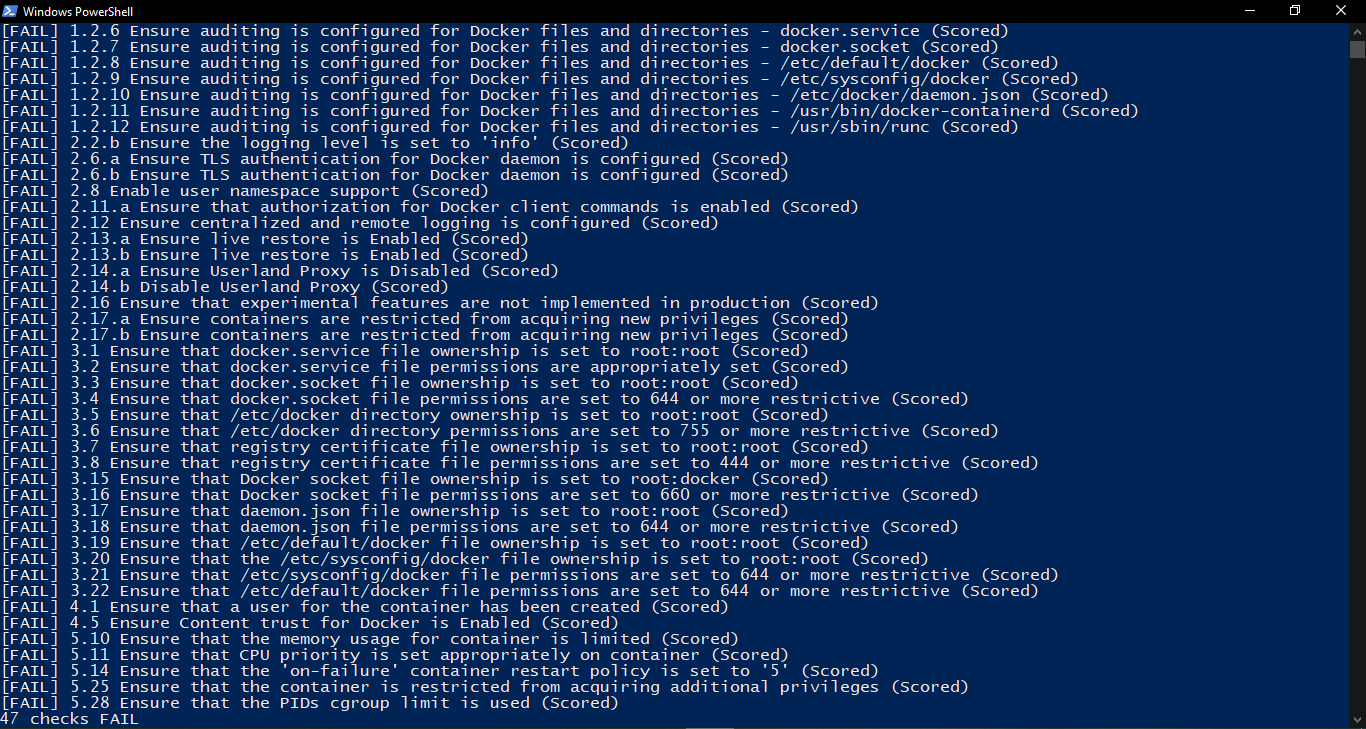 Windows PowerShell
[FAIL] 1.2.6 Ensure auditing is configured for Docker files and directories - docker.service (Scored)
[FAIL] 1.2.7 Ensure auditing is configured for Docker files and directories - docker.socket (Scored)
[FAIL] 1.2.8 Ensure auditing is configured for Docker files and directories - /etc/default/docker (Scored)
[FAIL] 1.2.9 Ensure auditing is configured for Docker files and directories - /etc/sysconfig/docker (Scored)
[FAIL] 1.2.10 Ensure auditing is configured for Docker files and directories - /etc/docker/daemon.json (Scored)
[FAIL] 1.2.11 Ensure auditing is configured for Docker files and directories - /usr/bin/docker-containerd (Scored)
[FAIL] 1.2.12 Ensure auditing is configured for Docker files and directories - /usr/sbin/runc (Scored)
[FAIL] 2.2.b Ensure the logging level is set to 'info' (Scored)
[FAIL] 2.6.a Ensure TLS authentication for Docker daemon is configured (Scored)
[FAIL] 2.6.b Ensure TLS authentication for Docker daemon is configured (Scored)
[FAIL] 2.8 Enable user namespace support (Scored)
[FAIL] 2.11.a Ensure that authorization for Docker client commands is enabled (Scored)
[FAIL] 2.12 Ensure centralized and remote logging is configured (Scored)
[FAIL] 2.13.a Ensure live restore is Enabled (Scored)
[FAIL] 2.13.b Ensure live restore is Enabled (Scored)
[FAIL] 2.14.a Ensure Userland Proxy is Disabled (Scored)
[FAIL] 2.14.b Disable Userland Proxy (Scored)
[FAIL] 2.16 Ensure that experimental features are not implemented in production (Scored)
[FAIL] 2.17.a Ensure containers are restricted from acquiring new privileges (Scored)
[FAIL] 2.17.b Ensure containers are restricted from acquiring new privileges (Scored)
[FAIL] 3.1 Ensure that docker.service file ownership is set to root:root (Scored)
[FAIL] 3.2 Ensure that docker.service file permissions are appropriately set (Scored)
[FAIL] 3.3 Ensure that docker.socket file ownership is set to root:root (Scored)
[FAIL] 3.4 Ensure that docker.socket file permissions are set to 644 or more restrictive (Scored)
[FAIL] 3.5 Ensure that /etc/docker directory ownership is set to root:root (Scored)
[FAIL] 3.6 Ensure that /etc/docker directory permissions are set to 755 or more restrictive (Scored)
[FAIL] 3.7 Ensure that registry certificate file ownership is set to root:root (Scored)
[FAIL] 3.8 Ensure that registry certificate file permissions are set to 444 or more restrictive (Scored)
[FAIL] 3.15 Ensure that Docker socket file ownership is set to root:docker (Scored)
[FAIL] 3.16 Ensure that Docker socket file permissions are set to 660 or more restrictive (Scored)
[FAIL] 3.17 Ensure that daemon.json file ownership is set to root:root (Scored)
[FAIL] 3.18 Ensure that daemon.json file permissions are set to 644 or more restrictive (Scored)
[FAIL] 3.19 Ensure that /etc/default/docker file ownership is set to root:root (Scored)
[FAIL] 3.20 Ensure that the /etc/sysconfig/docker file ownership is set to root:root (Scored)
[FAIL] 3.21 Ensure that /etc/sysconfig/docker file permissions are set to 644 or more restrictive (Scored)
[FAIL] 3.22 Ensure that /etc/default/docker file permissions are set to 644 or more restrictive (Scored)
[FAIL] 4.1 Ensure that a user for the container has been created (Scored)
[FAIL] 4.5 Ensure Content trust for Docker is Enabled (Scored)
[FAIL] 5.10 Ensure that the memory usage for container is limited (Scored)
[FAIL] 5.11 Ensure that CPU priority is set appropriately on container (Scored)
[FAIL] 5.14 Ensure that the 'on-failure' container restart policy is set to '5' (Scored)
[FAIL] 5.25 Ensure that the container is restricted from acquiring additional privileges (Scored)
[FAIL] 5.28 Ensure that the PIDs cgroup limit is used (Scored)
47 checks FAIL